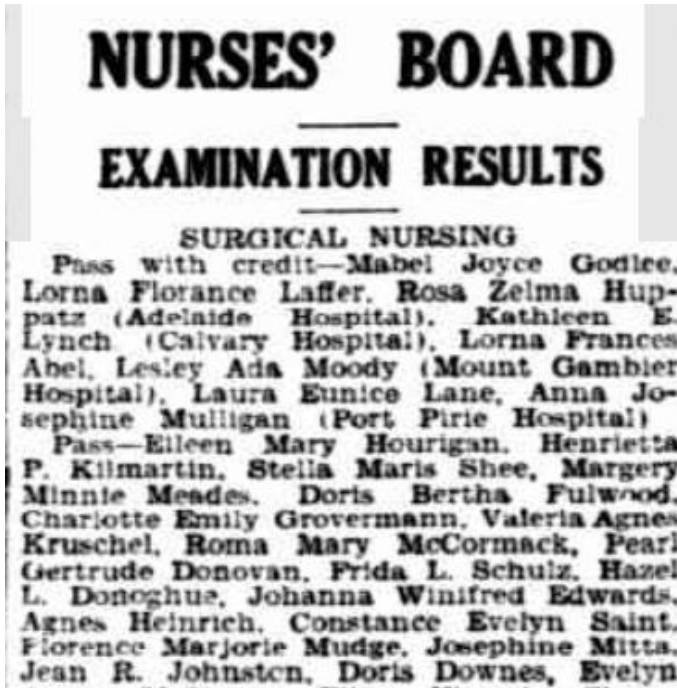 NURSES' BOARD
EXAMINATION RESULTS
SURGICAL NURSING
Pass with credit—Mabel Joyce Godlee,
Lorna Florance Laffer, Rosa Zelma Hup-
patz (Adelaide Hospital), Kathleen E.
Lynch (Calvary Hospital), Lorna Frances
Abel, Lesley Ada Moody (Mount Gambier
Hospital), Laura Eunice Lane, Anna Jo-
sephine Mulligan (Port Pirie Hospital)
Pass—Eileen Mary Hourigan, Henrietta
P. Kilmartin, Stella Maris Shee, Margery
Minnie Meades, Doris Bertha Fulwood,
Charlotte Emily Grovermann, Valeria Agnes
Kruschel, Roma Mary McCormack, Pearl
Gertrude Donovan, Frida L. Schulz, Hazel
L. Donoghue, Johanna Winifred Edwards,
Agnes Heinrich, Constance Evelyn Saint,
Florence Marjorie Mudge, Josephine Mitta,
Jean R. Johnston, Doris Downes, Evelyn